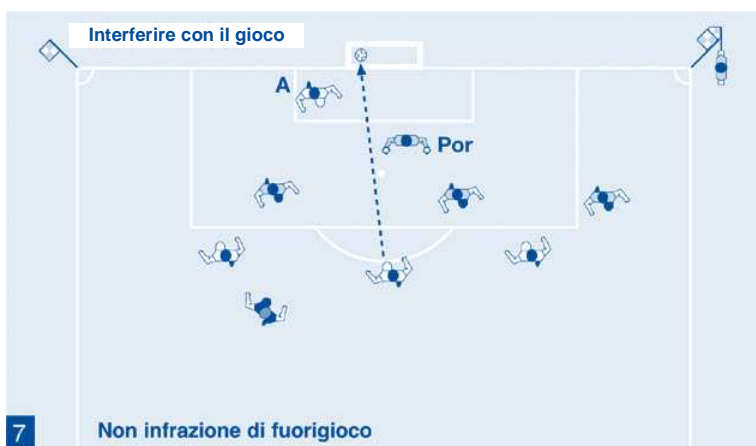 Interferire con il gioco
A
Por
7
Non infrazione di fuorigioco